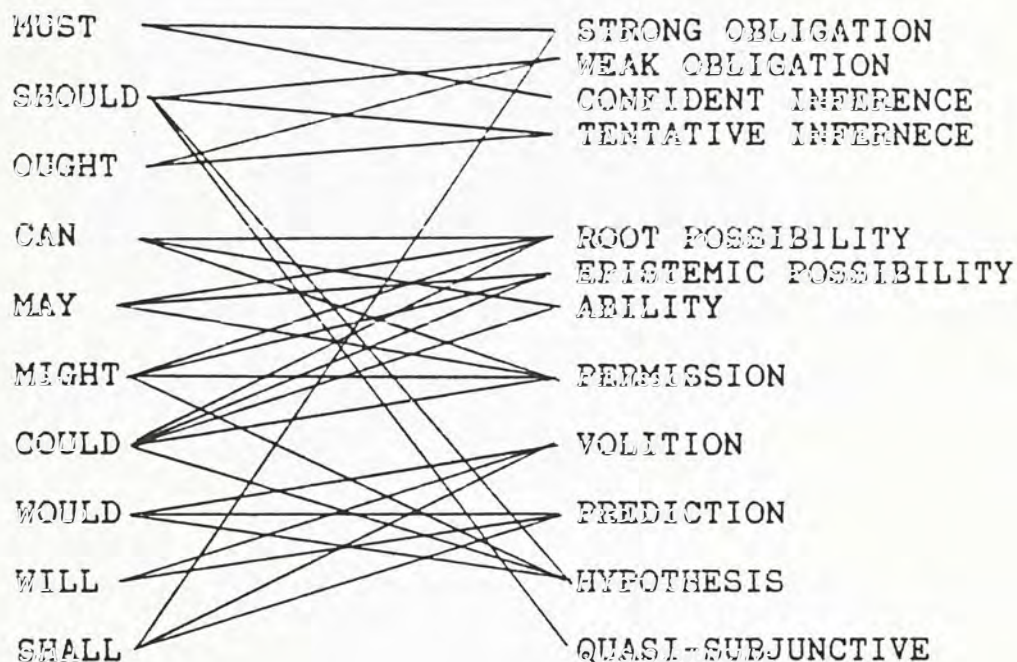 MUST
SHOULD
OUGHT
CAN
MAY
MIGHT
COULD
WOULD
WILL
SHALL
STRONG OBLIGATION
WEAK OBLIGATION
CONFIDENT INFERENCE
TENTATIVE INFERNECE
ROOT POSSIBILITY
EPISTEMIC POSSIBILITY
ABILITY
PERMISSION
VOLITION
PREDICTION
HYPOTHESIS
QUASI-SUBJUNCTIVE